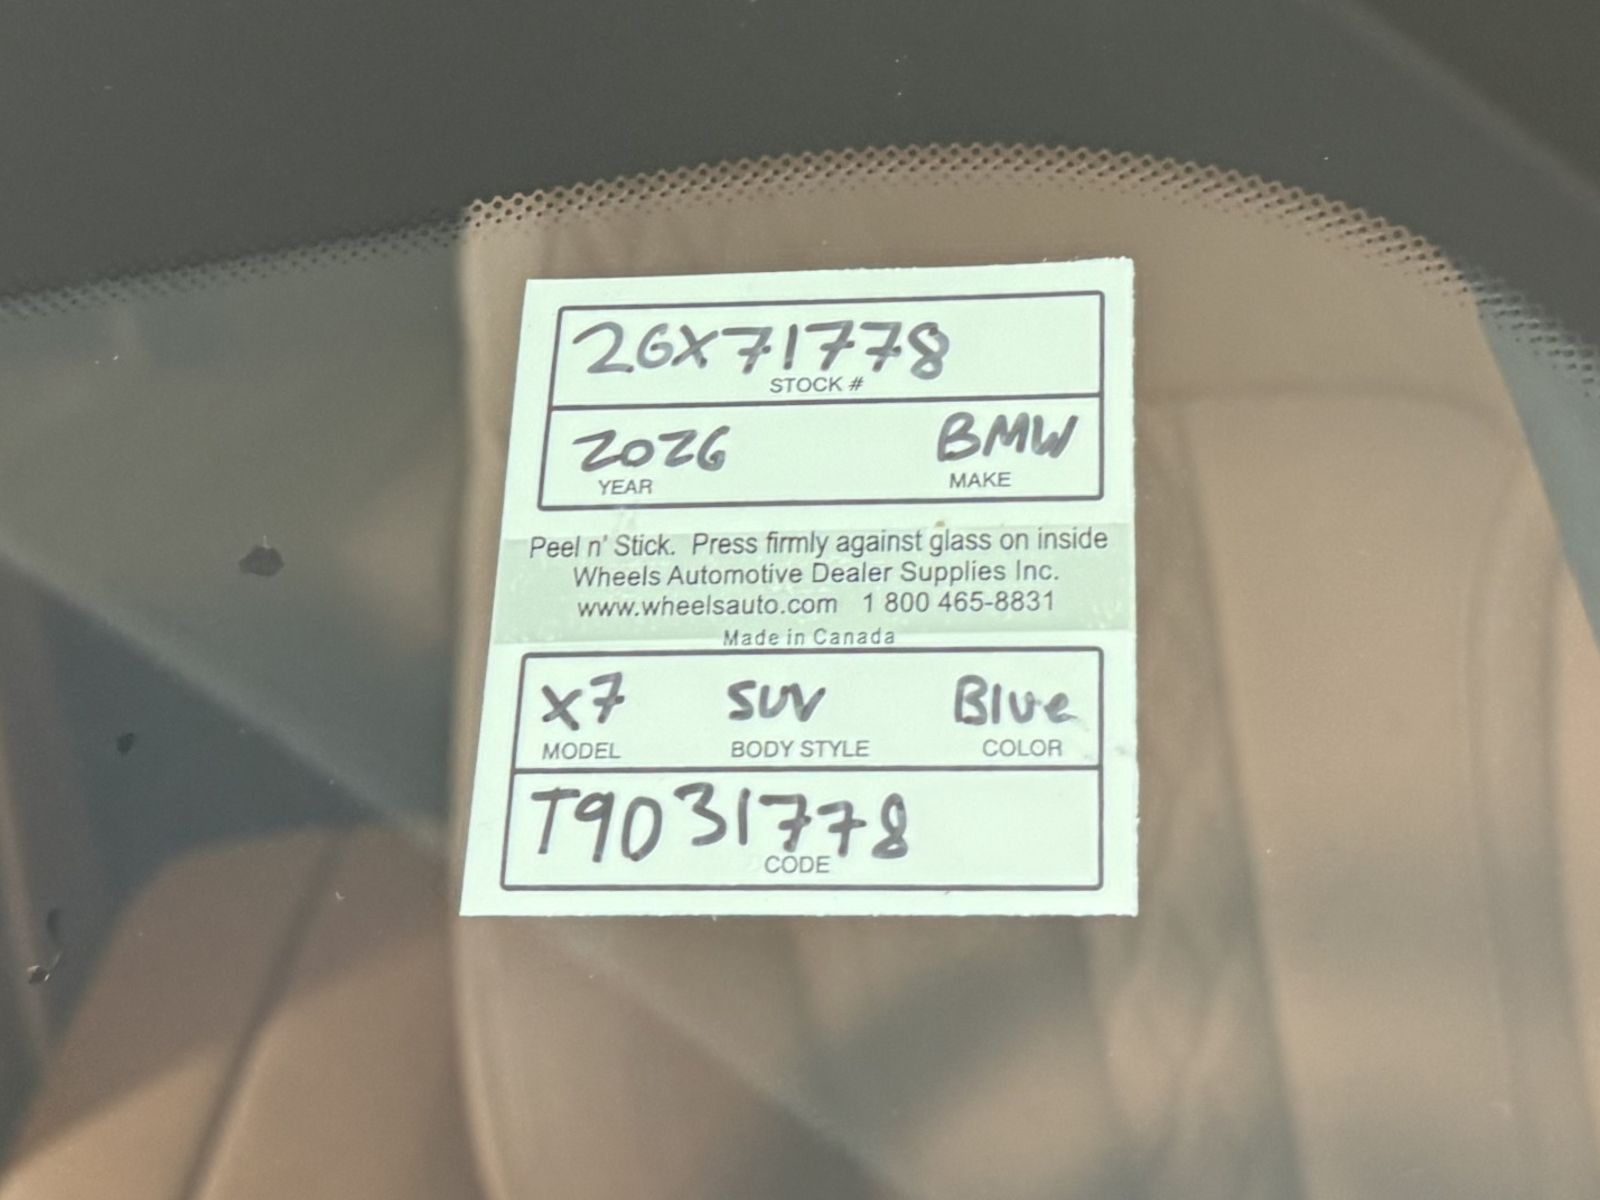 26X71778
STOCK #
2026 BMW
YEAR MAKE
Peel n' Stick. Press firmly against glass on inside
Wheels Automotive Dealer Supplies Inc.
www.wheelsauto.com 1 800 465-8831
Made in Canada
X7 SUV Blue
MODEL BODY STYLE COLOR
T9031778
CODE